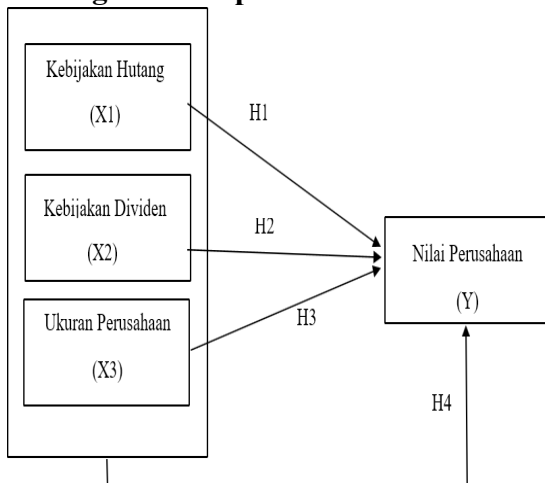 Kebijakan Hutang
(X1)
H1
Kebijakan Dividen
(X2)
H2
Nilai Perusahaan
(Y)
Ukuran Perusahaan
(X3)
H3
H4